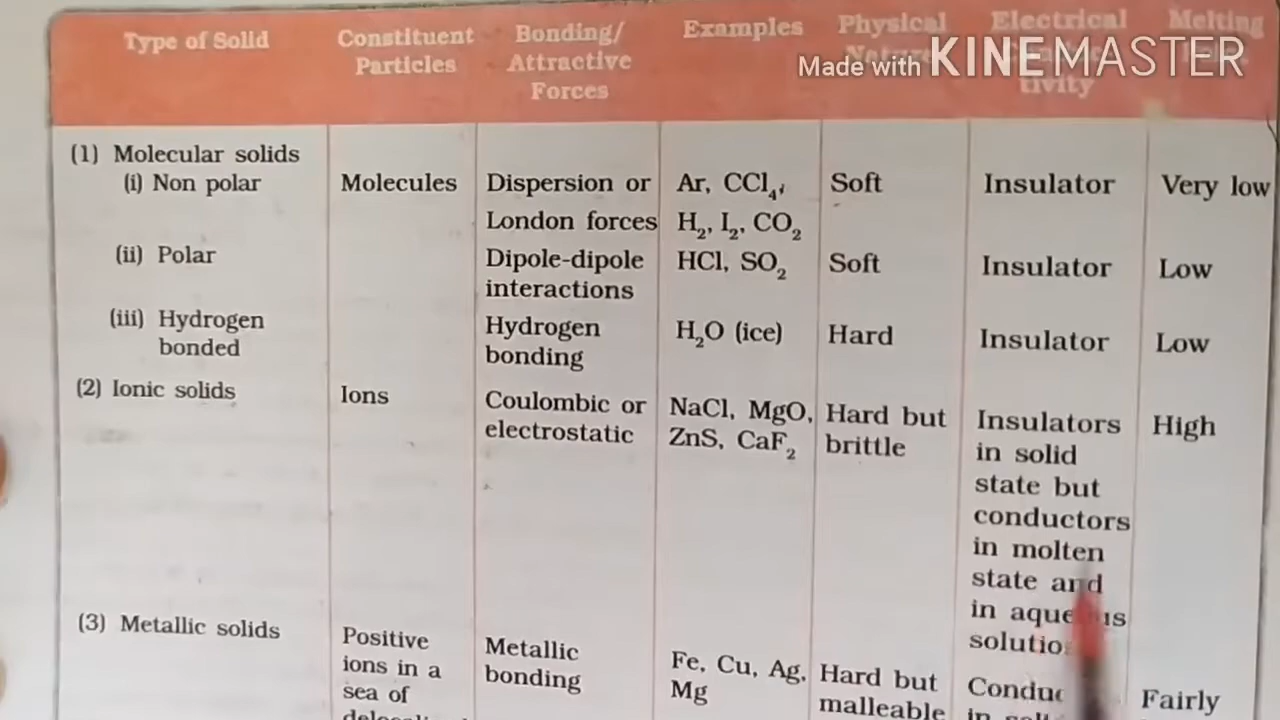 Type of Solid
Constituent
Particles
Bonding/
Attractive
Forces
Examples
Physical
Electrical
tivity
Melting
Made with KINEMASTER
(1) Molecular solids
(i) Non polar
Molecules
Dispersion or
London forces
Ar, CCl₄,
H₂, I₂, CO₂
Soft
Insulator
Very low
(ii) Polar
Dipole-dipole
interactions
HCl, SO₂
Soft
Insulator
Low
(iii) Hydrogen
bonded
Hydrogen
bonding
H₂O (ice)
Hard
Insulator
Low
(2) Ionic solids
Ions
Coulombic or
electrostatic
NaCl, MgO,
ZnS, CaF₂
Hard but
brittle
Insulators
in solid
state but
conductors
in molten
state and
in aqueous
High
(3) Metallic solids
Positive
ions in a
sea of
Metallic
bonding
Fe, Cu, Ag,
Mg
Hard but
malleable
Fairly